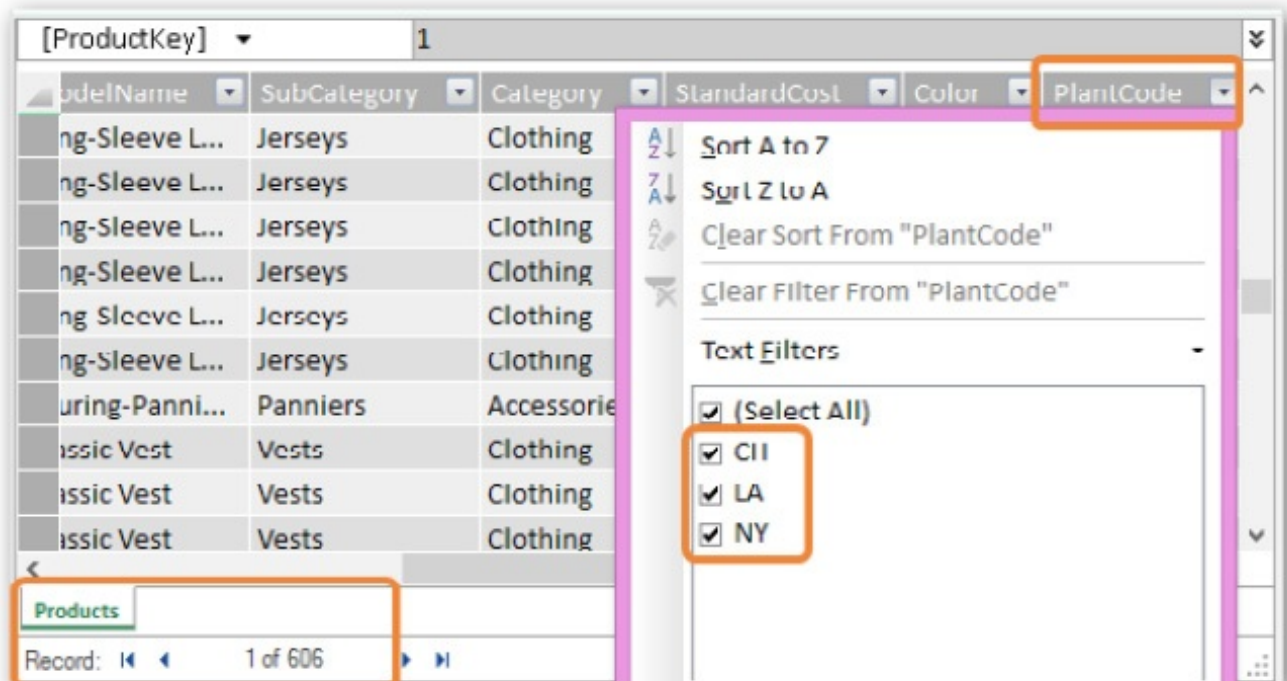 [ProductKey] 1
odelName SubCategory Category StandardCost Color PlantCode
ng-Sleeve L... Jerseys Clothing
ng-Sleeve L... Jerseys Clothing
ng-Sleeve L... Jerseys Clothing
ng-Sleeve L... Jerseys Clothing
ng-Sleeve L... Jerseys Clothing
ng-Sleeve L... Jerseys Clothing
uring-Panni... Panniers Accessorie
assic Vest Vests Clothing
assic Vest Vests Clothing
assic Vest Vests Clothing
Sort A to Z
Sort Z to A
Clear Sort From "PlantCode"
Clear Filter From "PlantCode"
Text Filters
(Select All)
CH
LA
NY
Products
Record: 1 of 606